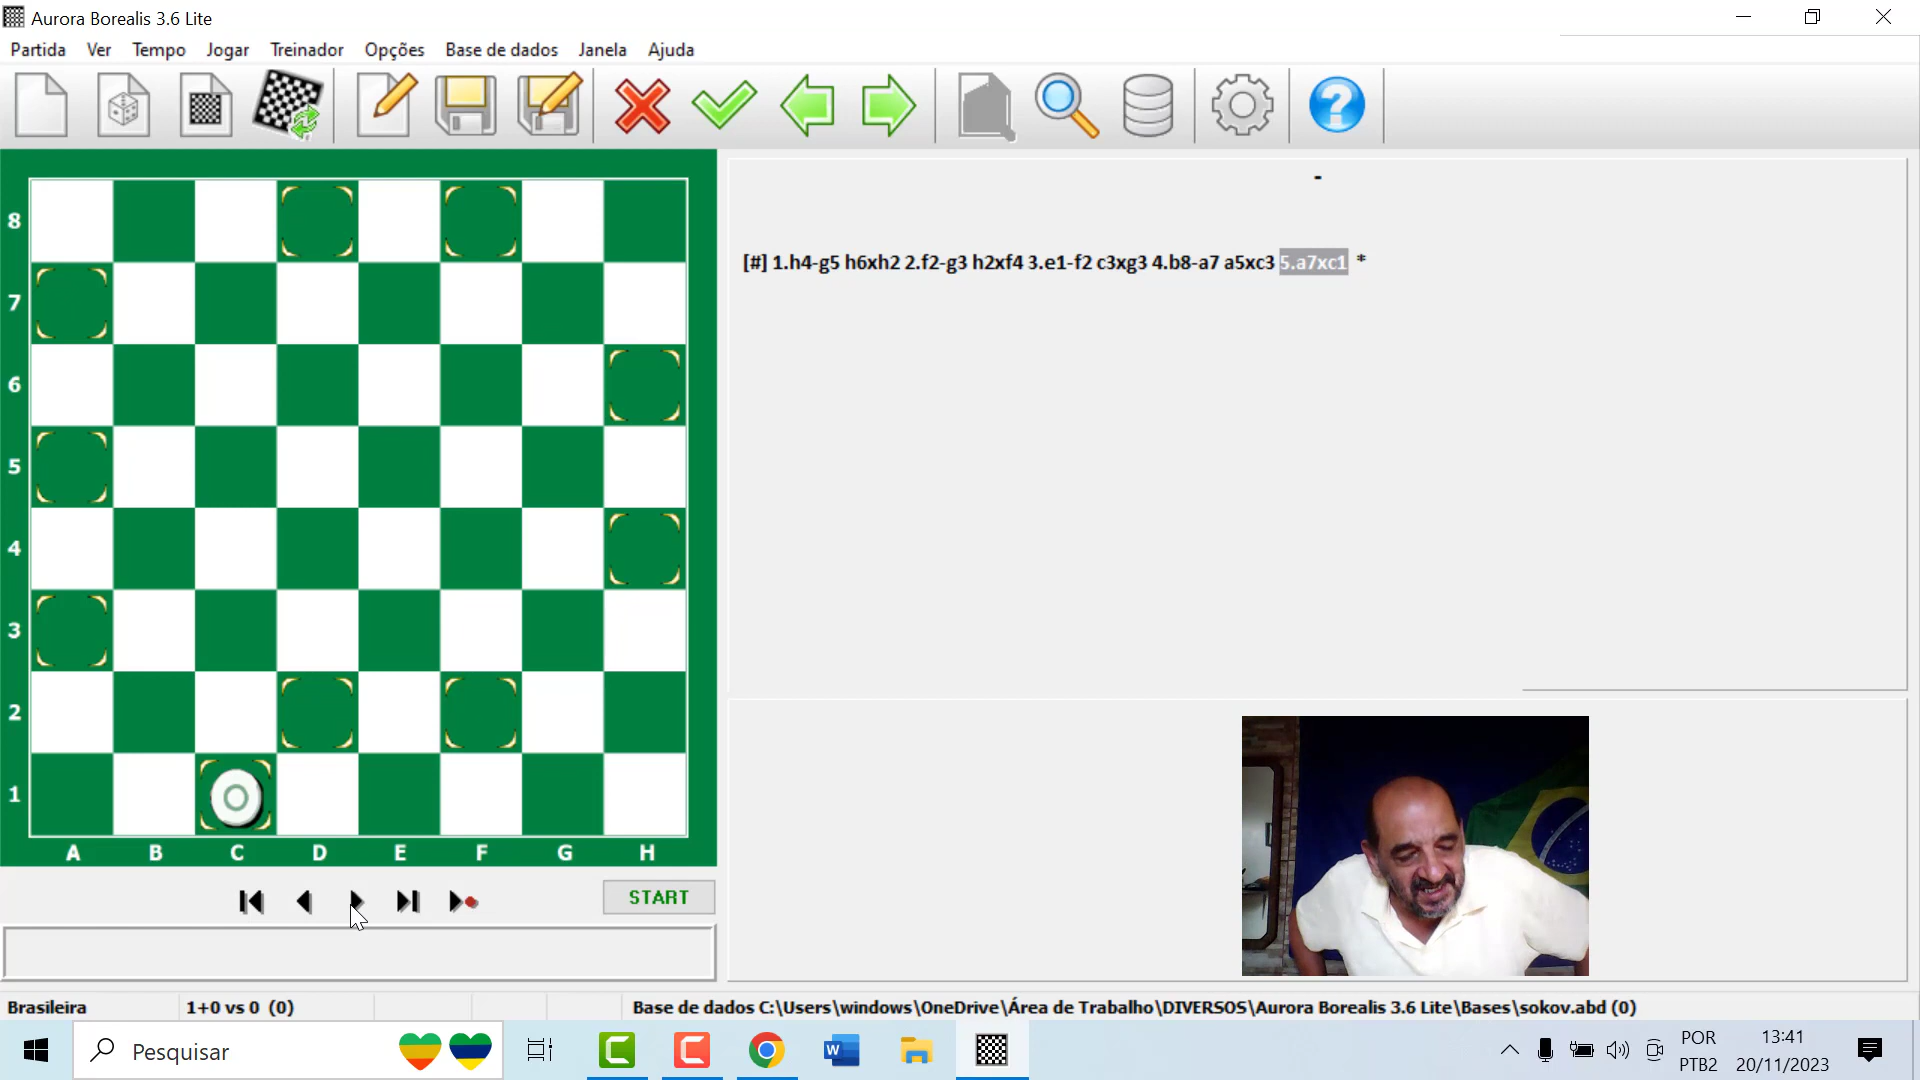 Aurora Borealis 3.6 Lite
Partida Ver Tempo Jogar Treinador Opções Base de dados Janela Ajuda
-
[#] 1.h4-g5 h6xh2 2.f2-g3 h2xf4 3.e1-f2 c3xg3 4.b8-a7 a5xc3 5.a7xc1 *
8
7
6
5
4
3
2
1
A B C D E F G H
START
Brasileira 1+0 vs 0 (0) Base de dados C:\Users\windows\OneDrive\Área de Trabalho\DIVERSOS\Aurora Borealis 3.6 Lite\Bases\sokov.abd (0)
Pesquisar
POR
PTB2
13:41
20/11/2023